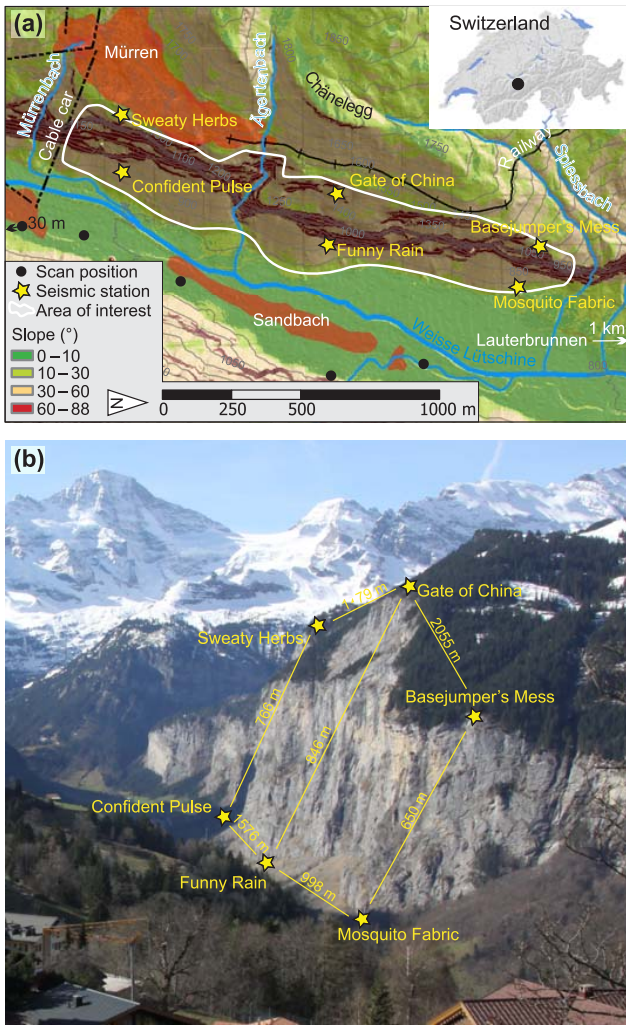 (a)
Switzerland
Mürren
Mürrenbach
Cable car
Ägertenbach
Chänelegg
Railway
Spissbach
Sweaty Herbs
Confident Pulse
Gate of China
Basejumper's Mess
Funny Rain
Mosquito Fabric
30 m
Scan position
Seismic station
Area of interest
Slope (°)
0–10
10–30
30–60
60–88
Sandbach
Weisse Lütschine
Lauterbrunnen
1 km
N
0
250
500
1000 m
(b)
Gate of China
1179 m
Sweaty Herbs
2055 m
Basejumper's Mess
766 m
846 m
650 m
Confident Pulse
1576 m
Funny Rain
998 m
Mosquito Fabric